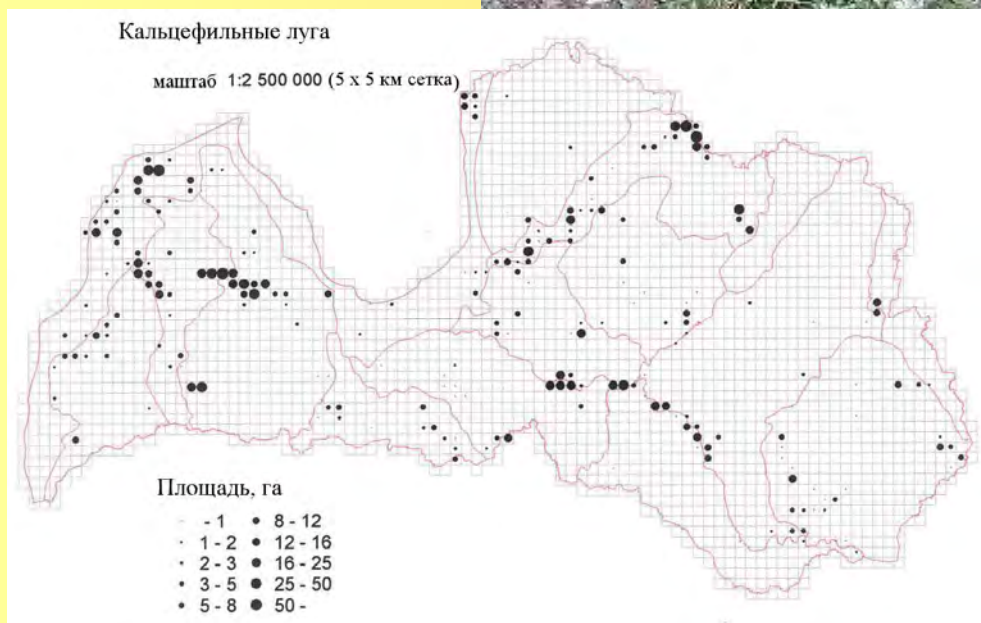 Кальцефильные луга
маштаб 1:2 500 000 (5 x 5 км сетка)
Площадь, га
- 1
1 - 2
2 - 3
3 - 5
5 - 8
8 - 12
12 - 16
16 - 25
25 - 50
50 -